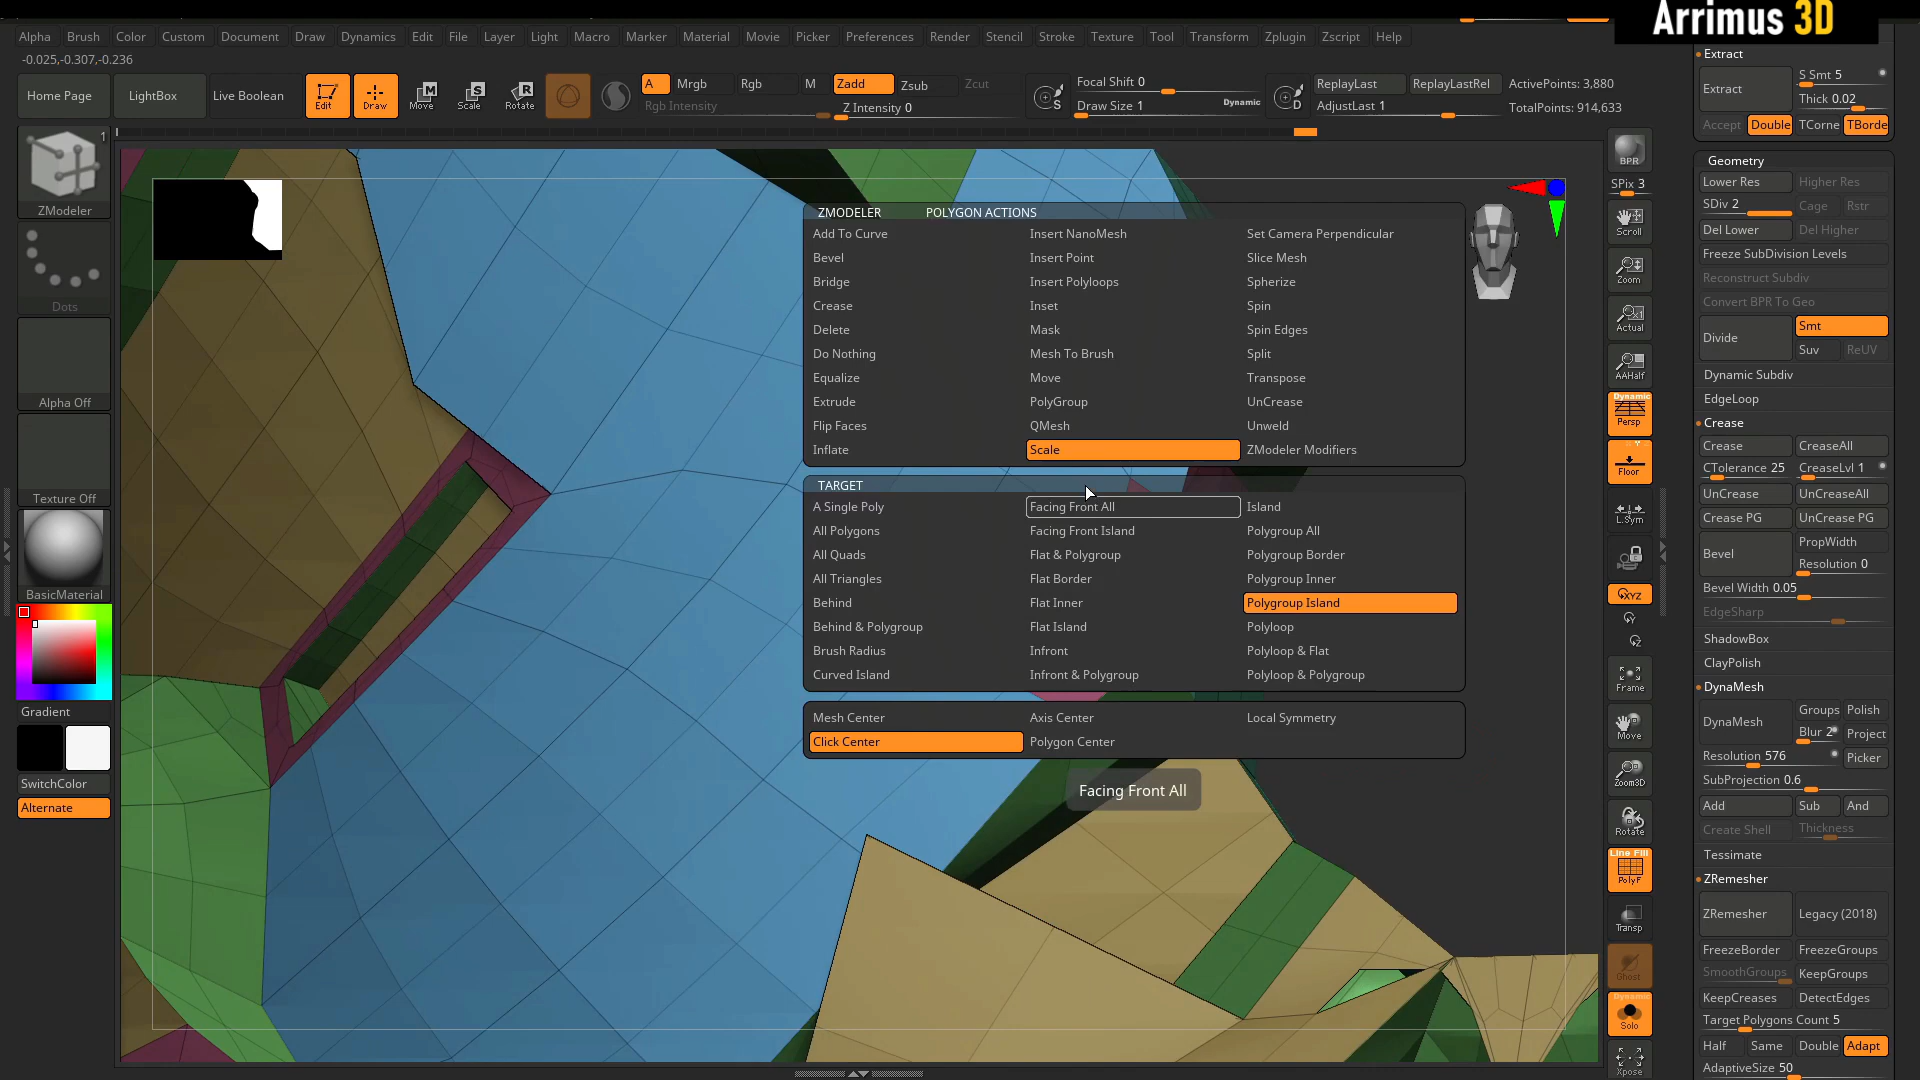 Arrimus 3D
Alpha Brush Color Custom Document Draw Dynamics Edit File Layer Light Macro Marker Material Movie Picker Preferences Render Stencil Stroke Texture Tool Transform Zplugin Zscript Help
-0.025,-0.307,-0.236
Home Page LightBox Live Boolean Edit Draw Move Scale Rotate
A Mrgb Rgb M Zadd Zsub Zcut
Rgb Intensity Z Intensity 0
S Focal Shift 0
Draw Size 1 Dynamic
D ReplayLast ReplayLastRel ActivePoints: 3,880
AdjustLast 1 TotalPoints: 914,633
1
ZModeler
Dots
Alpha Off
Texture Off
BasicMaterial
Gradient
SwitchColor
Alternate
ZMODELER POLYGON ACTIONS
Add To Curve Insert NanoMesh Set Camera Perpendicular
Bevel Insert Point Slice Mesh
Bridge Insert Polyloops Spherize
Crease Inset Spin
Delete Mask Spin Edges
Do Nothing Mesh To Brush Split
Equalize Move Transpose
Extrude PolyGroup UnCrease
Flip Faces QMesh Unweld
Inflate Scale ZModeler Modifiers
TARGET
A Single Poly Facing Front All Island
All Polygons Facing Front Island Polygroup All
All Quads Flat & Polygroup Polygroup Border
All Triangles Flat Border Polygroup Inner
Behind Flat Inner Polygroup Island
Behind & Polygroup Flat Island Polyloop
Brush Radius Infront Polyloop & Flat
Curved Island Infront & Polygroup Polyloop & Polygroup
Mesh Center Axis Center Local Symmetry
Click Center Polygon Center
Facing Front All
BPR
SPix 3
Scroll
Zoom
Actual
AAHalf
Dynamic
Persp
Floor
L.Sym
XYZ
Y
Z
Frame
Move
Zoom3D
Rotate
Line Fill
PolyF
Transp
Ghost
Dynamic
Solo
Xpose
Extract
Extract S Smt 5
Thick 0.02
Accept Double TCorne TBorde
Geometry
Lower Res Higher Res
SDiv 2 Cage Rstr
Del Lower Del Higher
Freeze SubDivision Levels
Reconstruct Subdiv
Convert BPR To Geo
Divide Smt
Suv ReUV
Dynamic Subdiv
EdgeLoop
Crease
Crease CreaseAll
CTolerance 25 CreaseLvl 1
UnCrease UnCreaseAll
Crease PG UnCrease PG
Bevel PropWidth
Resolution 0
Bevel Width 0.05
EdgeSharp
ShadowBox
ClayPolish
DynaMesh
DynaMesh Groups Polish
Blur 2 Project
Resolution 576 Picker
SubProjection 0.6
Add Sub And
Create Shell Thickness
Tessimate
ZRemesher
ZRemesher Legacy (2018)
FreezeBorder FreezeGroups
SmoothGroups KeepGroups
KeepCreases DetectEdges
Target Polygons Count 5
Half Same Double Adapt
AdaptiveSize 50